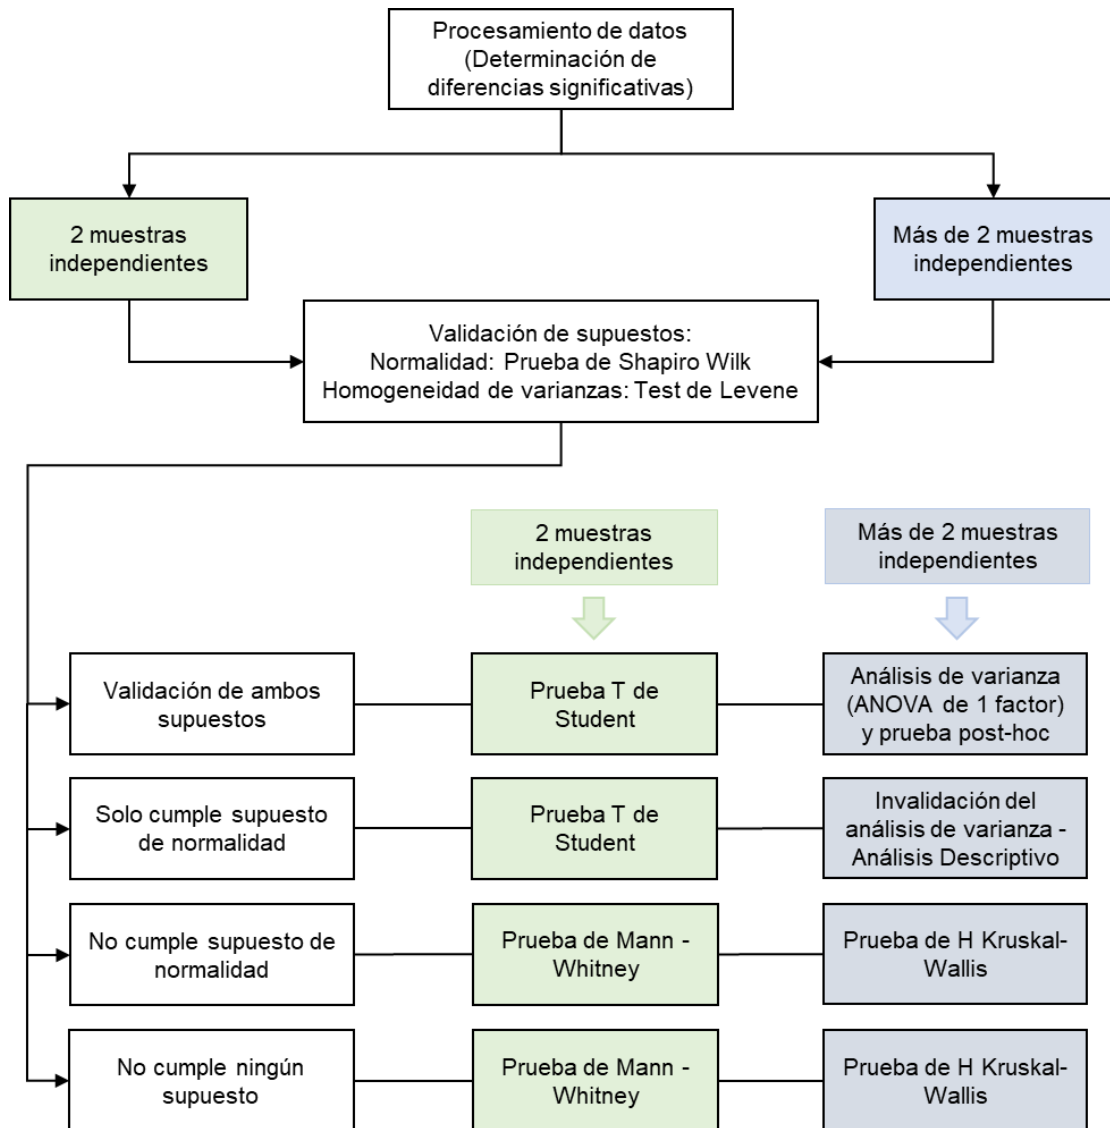 Procesamiento de datos
(Determinación de
diferencias significativas)
2 muestras
independientes
Más de 2 muestras
independientes
Validación de supuestos:
Normalidad: Prueba de Shapiro Wilk
Homogeneidad de varianzas: Test de Levene
2 muestras
independientes
Más de 2 muestras
independientes
Validación de ambos
supuestos
Prueba T de
Student
Análisis de varianza
(ANOVA de 1 factor)
y prueba post-hoc
Solo cumple supuesto
de normalidad
Prueba T de
Student
Invalidación del
análisis de varianza -
Análisis Descriptivo
No cumple supuesto de
normalidad
Prueba de Mann -
Whitney
Prueba de H Kruskal-
Wallis
No cumple ningún
supuesto
Prueba de Mann -
Whitney
Prueba de H Kruskal-
Wallis